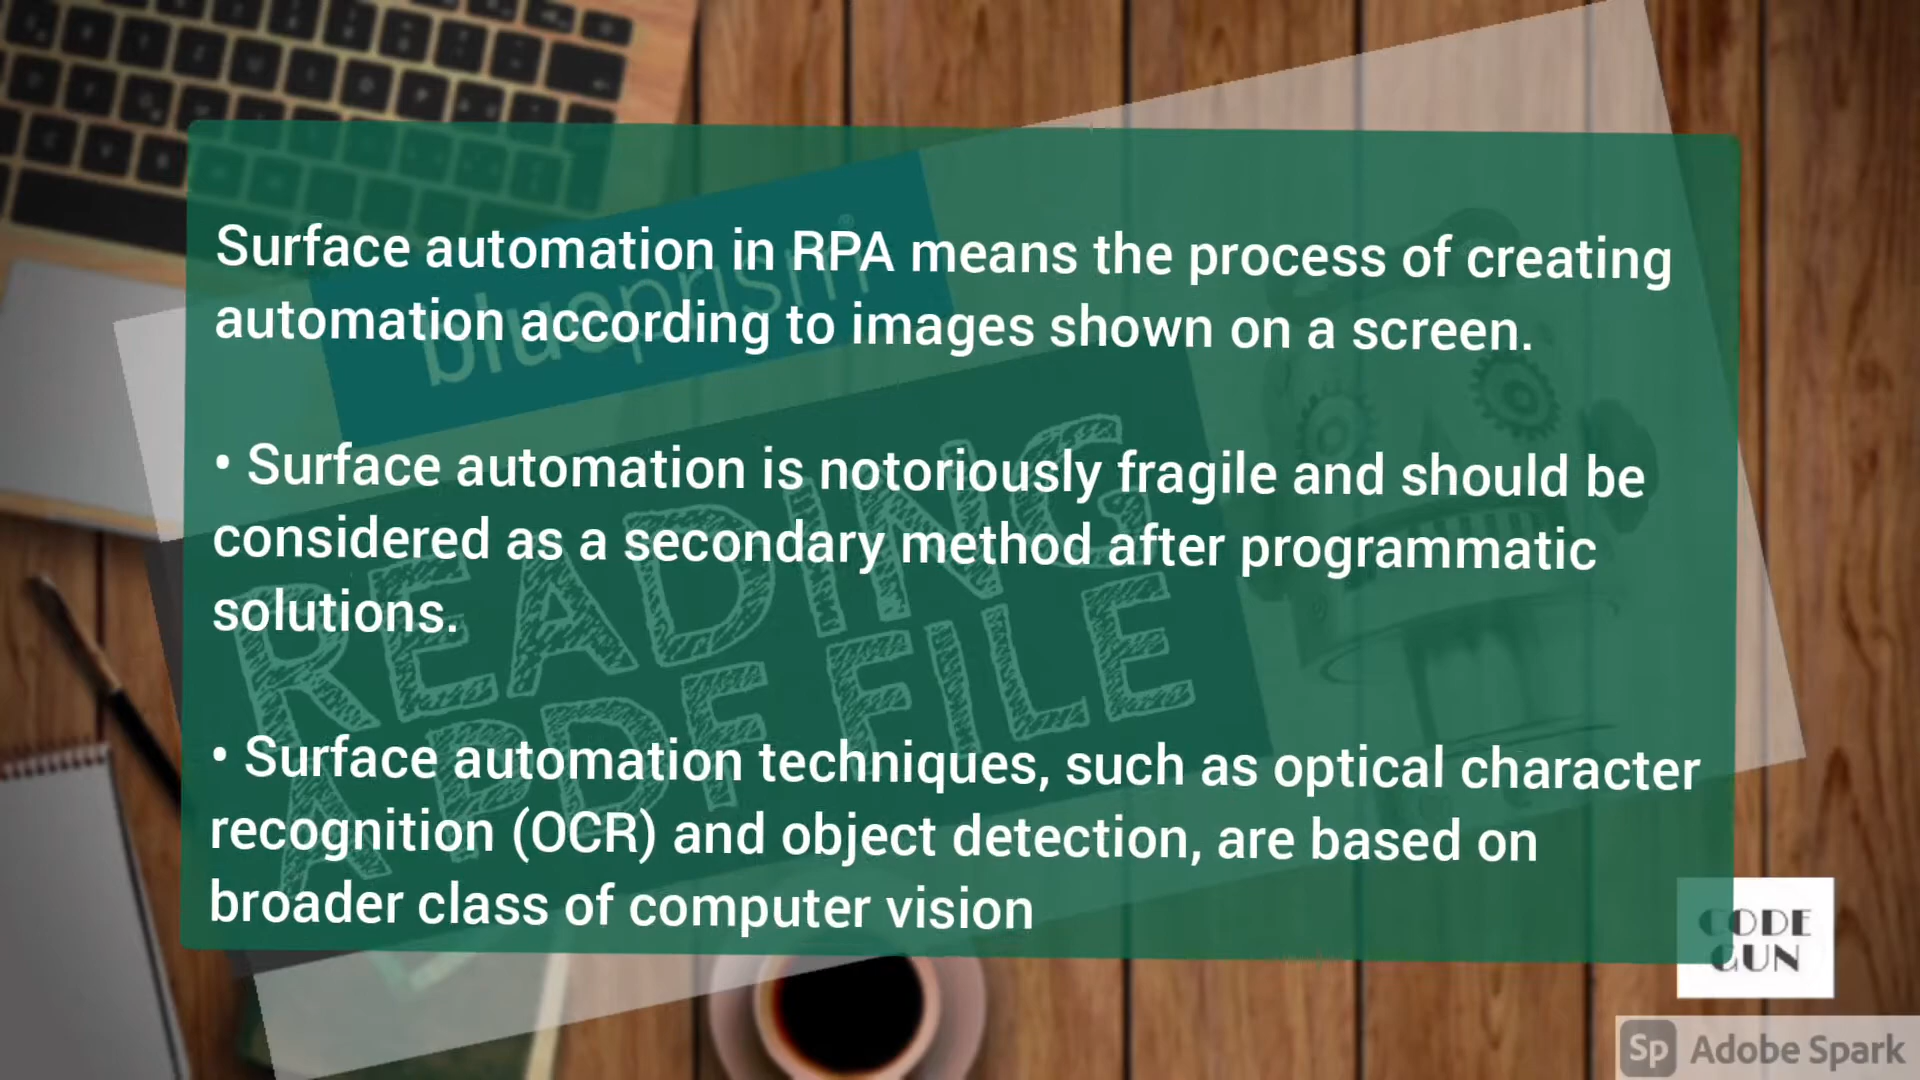 Surface automation in RPA means the process of creating
automation according to images shown on a screen.
• Surface automation is notoriously fragile and should be
considered as a secondary method after programmatic
solutions.
• Surface automation techniques, such as optical character
recognition (OCR) and object detection, are based on
broader class of computer vision
blueprism®
READING
A PDF FILE
CODE
GUN
Sp Adobe Spark